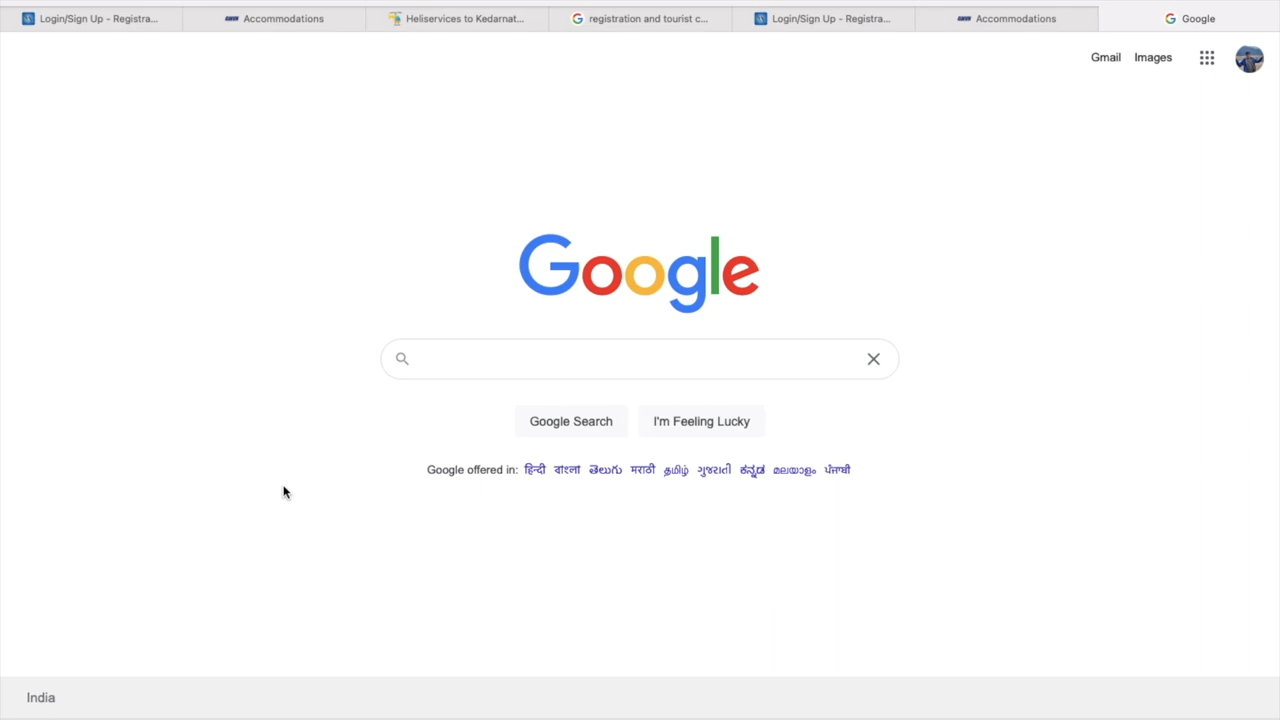 Login/Sign Up - Registra... Accommodations Heliservices to Kedarnat... registration and tourist c... Login/Sign Up - Registra... Accommodations Google
Gmail Images
Google
Google Search I'm Feeling Lucky
Google offered in: हिन्दी বাংলা తెలుగు मराठी தமிழ் ગુજરાતી ಕನ್ನಡ മലയാളം ਪੰਜਾਬੀ
India